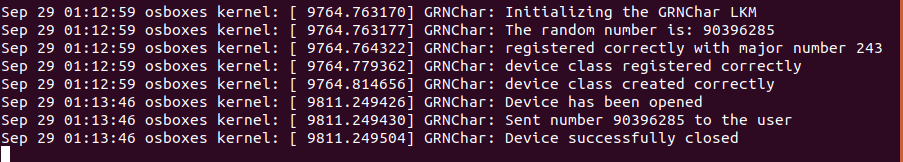 Sep 29 01:12:59 osboxes kernel: [ 9764.763170] GRNChar: Initializing the GRNChar LKM
Sep 29 01:12:59 osboxes kernel: [ 9764.763177] GRNChar: The random number is: 90396285
Sep 29 01:12:59 osboxes kernel: [ 9764.764322] GRNChar: registered correctly with major number 243
Sep 29 01:12:59 osboxes kernel: [ 9764.779362] GRNChar: device class registered correctly
Sep 29 01:12:59 osboxes kernel: [ 9764.814656] GRNChar: device class created correctly
Sep 29 01:13:46 osboxes kernel: [ 9811.249426] GRNChar: Device has been opened
Sep 29 01:13:46 osboxes kernel: [ 9811.249430] GRNChar: Sent number 90396285 to the user
Sep 29 01:13:46 osboxes kernel: [ 9811.249504] GRNChar: Device successfully closed